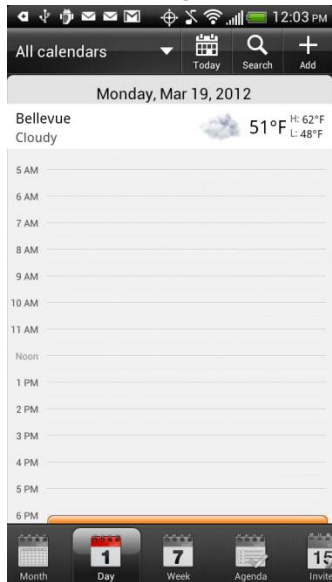 12:03 PM
All calendars
Today
Search
Add
Monday, Mar 19, 2012
Bellevue
Cloudy
51°F
H: 62°F
L: 48°F
5 AM
6 AM
7 AM
8 AM
9 AM
10 AM
11 AM
Noon
1 PM
2 PM
3 PM
4 PM
5 PM
6 PM
1
7
15
Month
Day
Week
Agenda